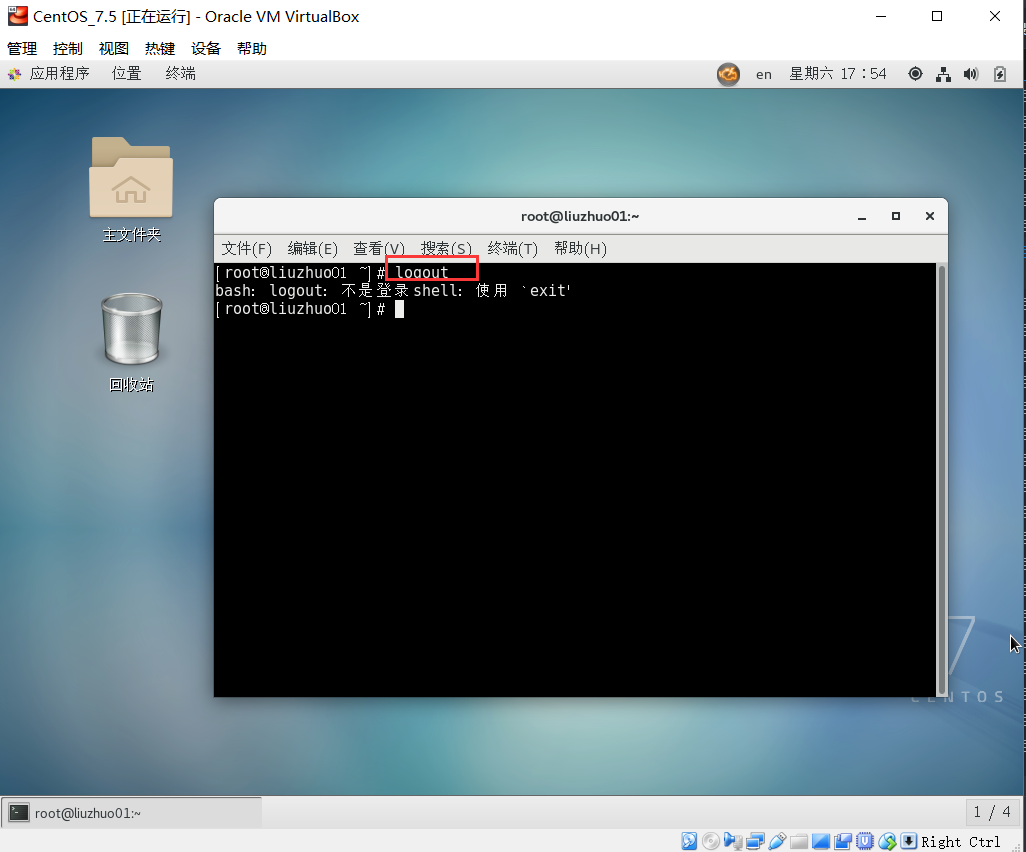 CentOS_7.5 [正在运行] - Oracle VM VirtualBox
管理 控制 视图 热键 设备 帮助
应用程序 位置 终端 en 星期六 17:54
主文件夹
回收站
root@liuzhuo01:~
文件(F) 编辑(E) 查看(V) 搜索(S) 终端(T) 帮助(H)
[root@liuzhuo01 ~]# logout
bash: logout: 不是登录shell: 使用 `exit'
[root@liuzhuo01 ~]#
7
CENTOS
root@liuzhuo01:~ 1 / 4
Right Ctrl